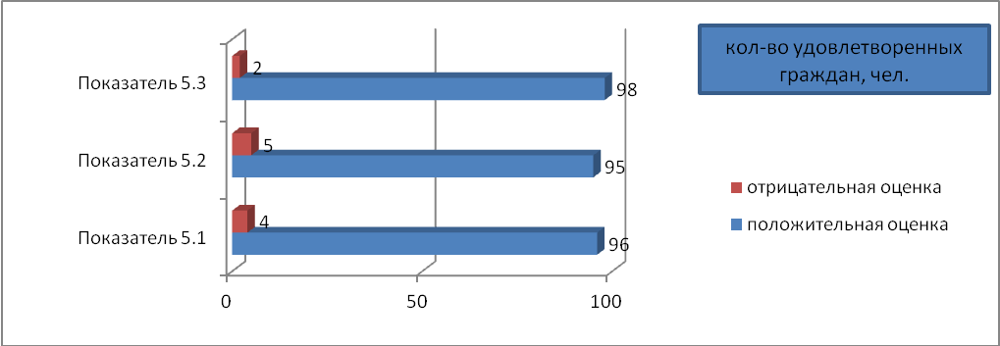 кол-во удовлетворенных
граждан, чел.
Показатель 5.3
2
98
Показатель 5.2
5
95
Показатель 5.1
4
96
0
50
100
отрицательная оценка
положительная оценка